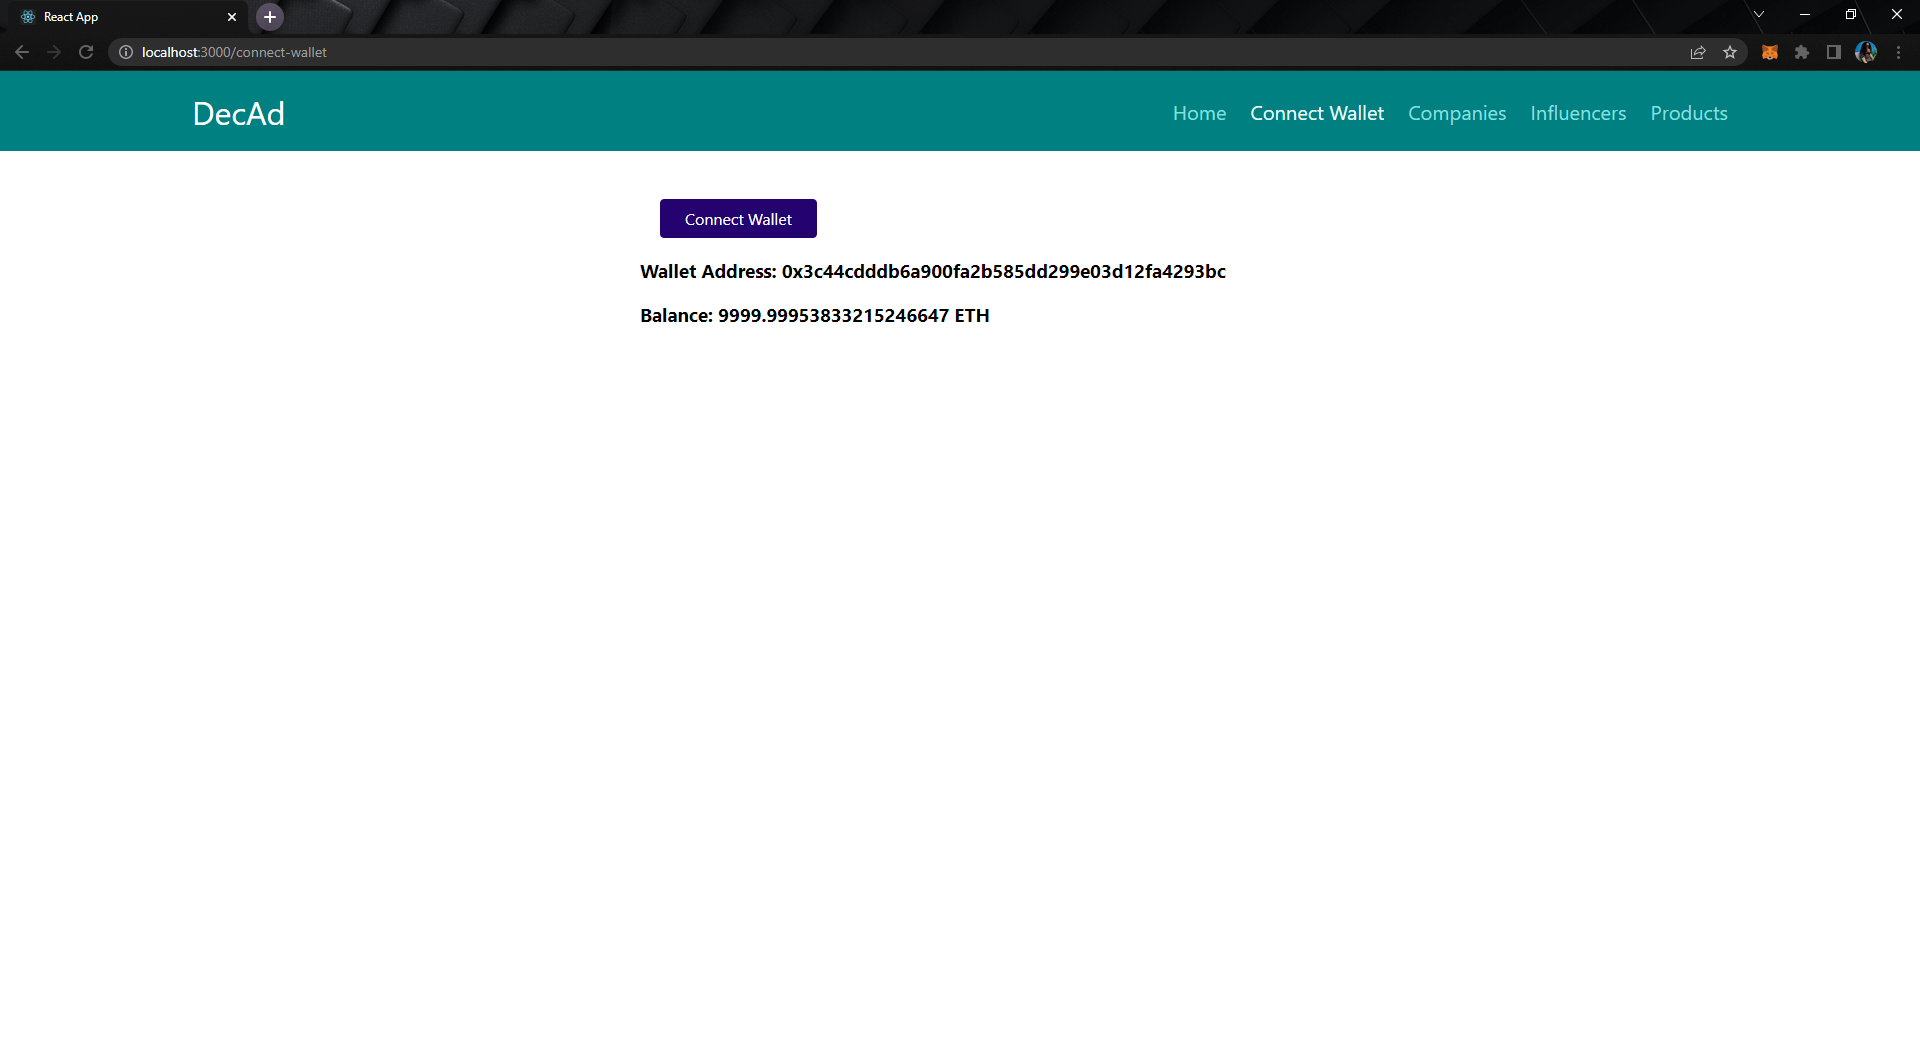 React App
localhost:3000/connect-wallet
DecAd
Home Connect Wallet Companies Influencers Products
Connect Wallet
Wallet Address: 0x3c44cdddb6a900fa2b585dd299e03d12fa4293bc
Balance: 9999.99953833215246647 ETH